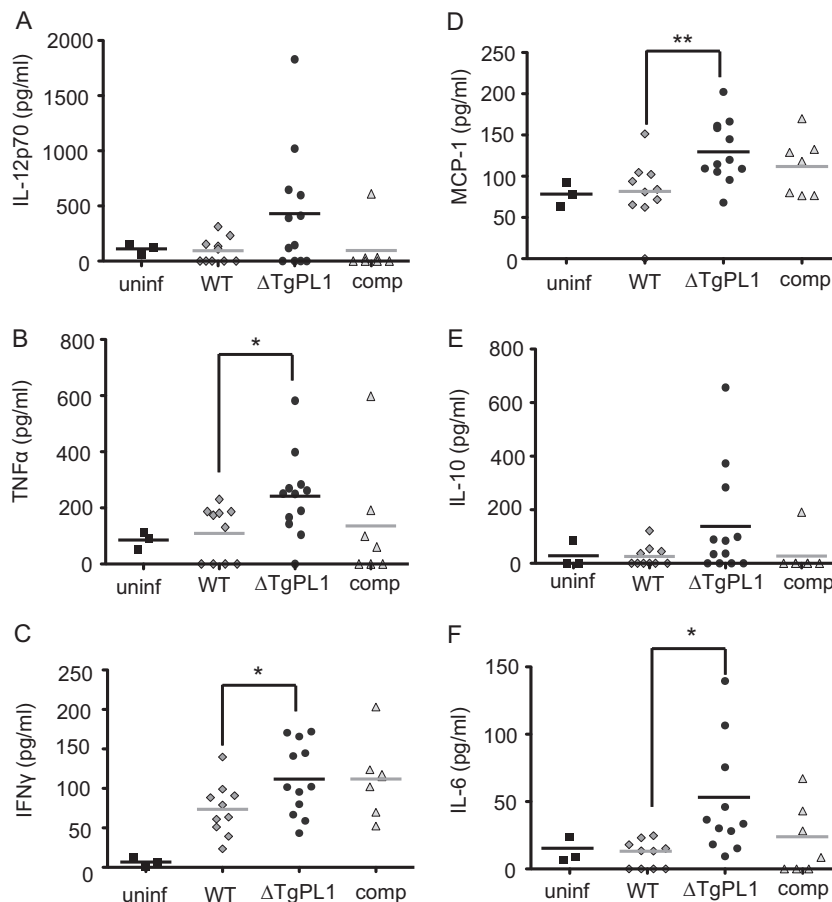 A
IL-12p70 (pg/ml)
2000
1500
1000
500
0
uninf WT ΔTgPL1 comp
B
TNFα (pg/ml)
800
600
400
200
0
*
uninf WT ΔTgPL1 comp
C
IFNγ (pg/ml)
250
200
150
100
50
0
*
uninf WT ΔTgPL1 comp
D
MCP-1 (pg/ml)
250
200
150
100
50
0
**
uninf WT ΔTgPL1 comp
E
IL-10 (pg/ml)
800
600
400
200
0
uninf WT ΔTgPL1 comp
F
IL-6 (pg/ml)
150
100
50
0
*
uninf WT ΔTgPL1 comp